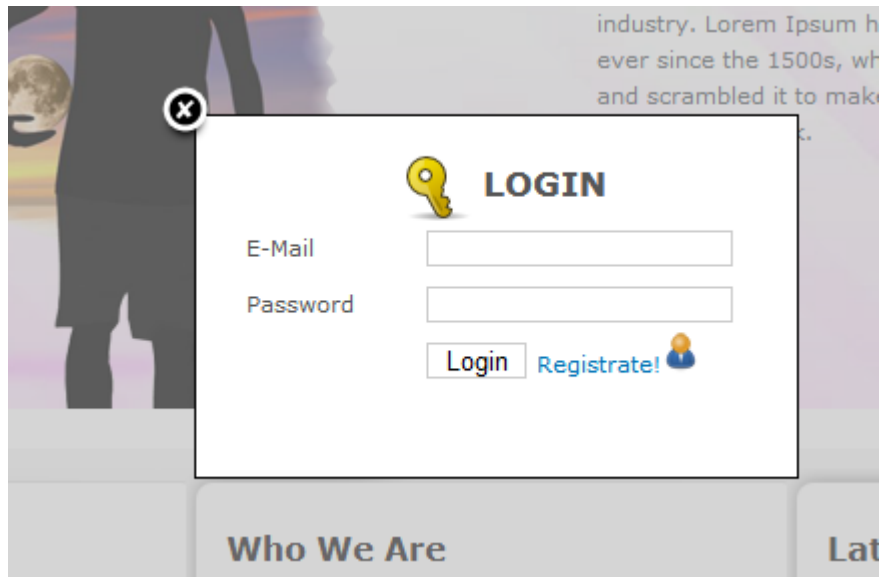 industry. Lorem Ipsum h
ever since the 1500s, wh
and scrambled it to make
k.
LOGIN
E-Mail
Password
Login Registrate!
Who We Are
Lat